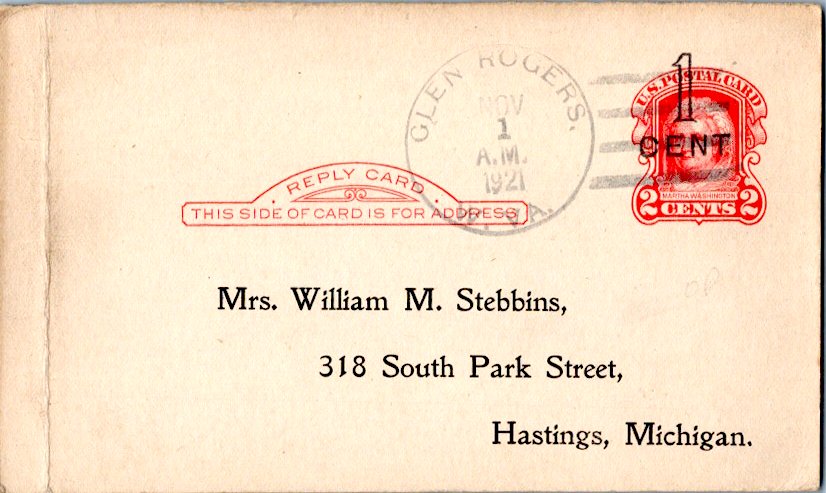 GLEN ROGERS.
NOV
1
A.M.
1921
W. VA.
U.S. POSTAL CARD
1
CENT
MARTHA WASHINGTON
2 CENTS 2
REPLY CARD
THIS SIDE OF CARD IS FOR ADDRESS
Mrs. William M. Stebbins,
318 South Park Street,
Hastings, Michigan.